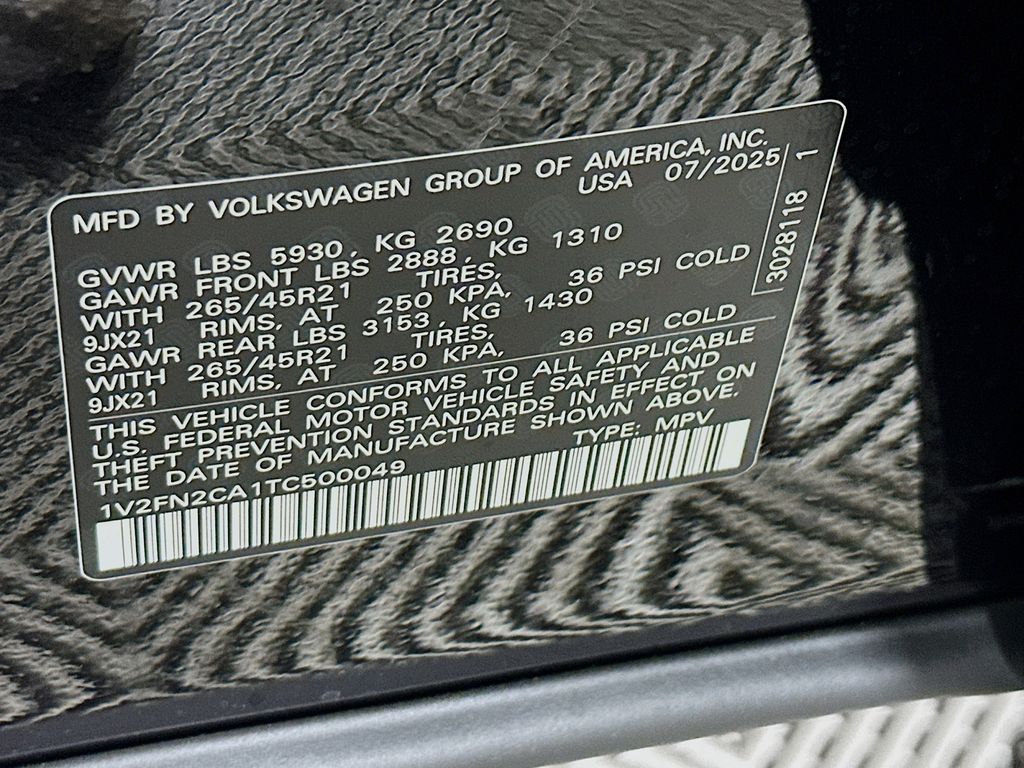 MFD BY VOLKSWAGEN GROUP OF AMERICA, INC.
USA 07/2025
GVWR LBS 5930, KG 2690
GAWR FRONT LBS 2888, KG 1310
WITH 265/45R21 TIRES,
9JX21 RIMS, AT 250 KPA, 36 PSI COLD
GAWR REAR LBS 3153, KG 1430
WITH 265/45R21 TIRES,
9JX21 RIMS, AT 250 KPA, 36 PSI COLD
THIS VEHICLE CONFORMS TO ALL APPLICABLE
U.S. FEDERAL MOTOR VEHICLE SAFETY AND
THEFT PREVENTION STANDARDS IN EFFECT ON
THE DATE OF MANUFACTURE SHOWN ABOVE.
1V2FN2CA1TC500049 TYPE: MPV
3028118 1